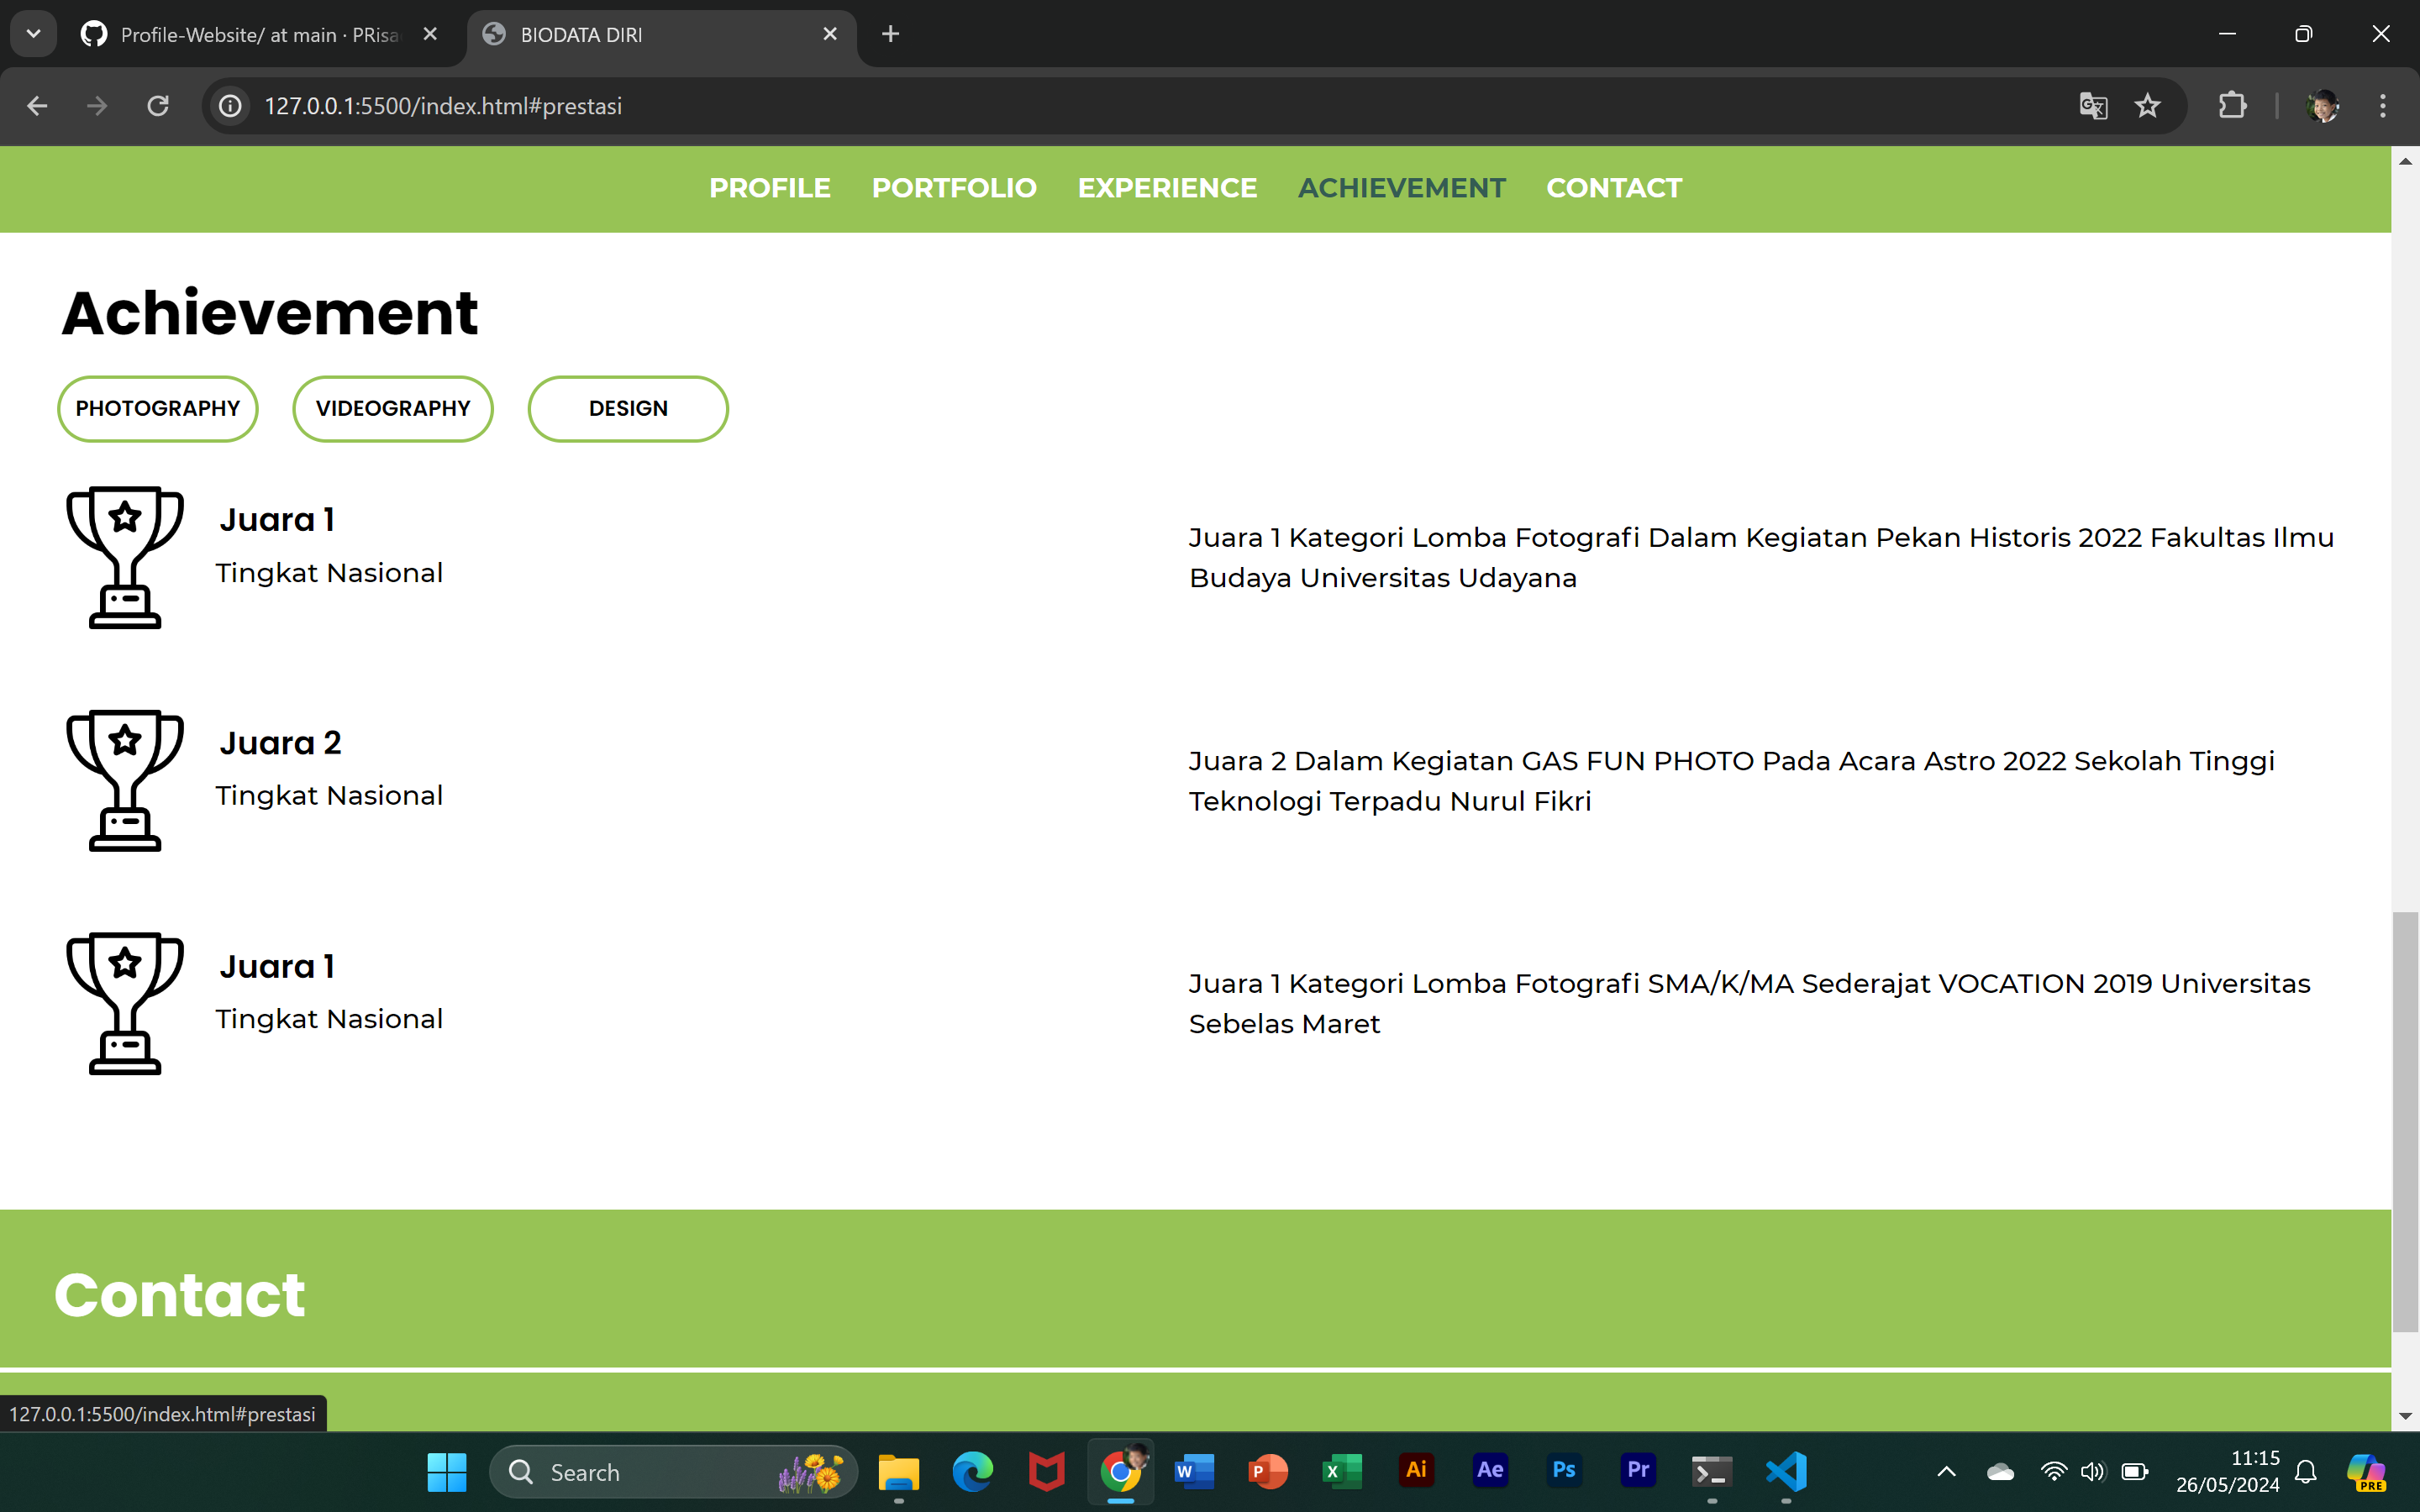 Profile-Website/ at main · PRisa
BIODATA DIRI
127.0.0.1:5500/index.html#prestasi
PROFILE PORTFOLIO EXPERIENCE ACHIEVEMENT CONTACT
Achievement
PHOTOGRAPHY VIDEOGRAPHY DESIGN
Juara 1
Tingkat Nasional
Juara 1 Kategori Lomba Fotografi Dalam Kegiatan Pekan Historis 2022 Fakultas Ilmu
Budaya Universitas Udayana
Juara 2
Tingkat Nasional
Juara 2 Dalam Kegiatan GAS FUN PHOTO Pada Acara Astro 2022 Sekolah Tinggi
Teknologi Terpadu Nurul Fikri
Juara 1
Tingkat Nasional
Juara 1 Kategori Lomba Fotografi SMA/K/MA Sederajat VOCATION 2019 Universitas
Sebelas Maret
Contact
127.0.0.1:5500/index.html#prestasi
Search
W
P
X
Ai
Ae
Ps
Pr
11:15
26/05/2024
PRE